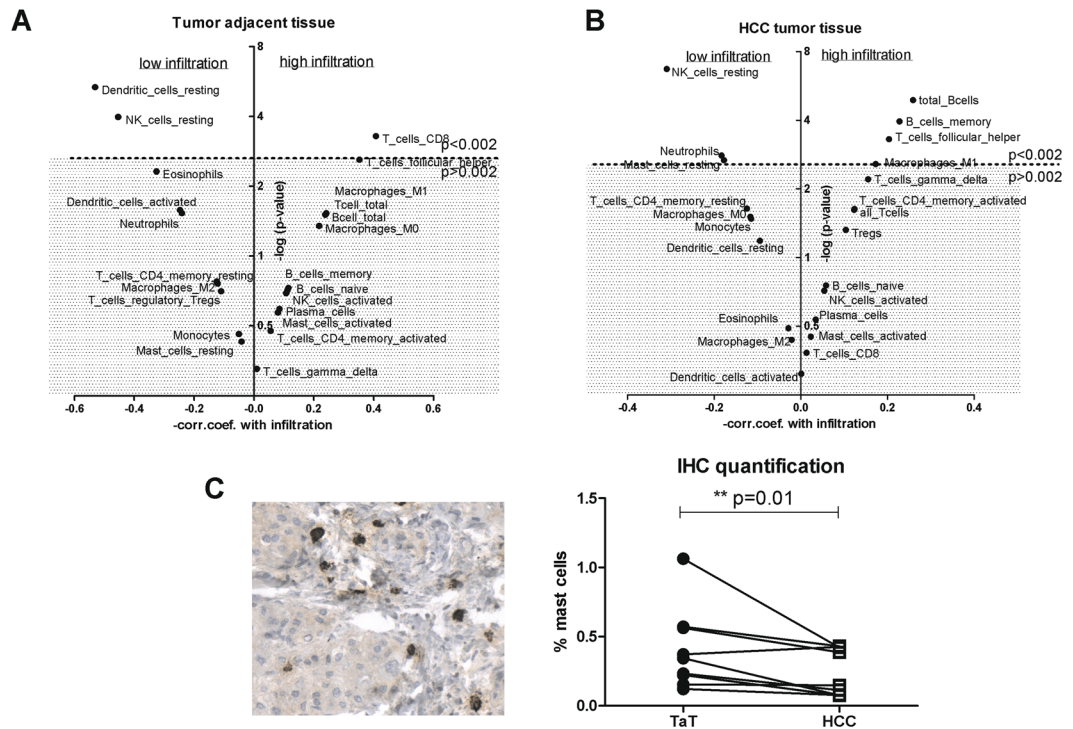 A
Tumor adjacent tissue
8
low infiltration
high infiltration
Dendritic_cells_resting
NK_cells_resting
4
T_cells_CD8
p<0.002
T_cells_follicular_helper
p>0.002
Eosinophils
2
-log (p-value)
Macrophages_M1
Dendritic_cells_activated
Tcell_total
Bcell_total
Neutrophils
Macrophages_M0
1
T_cells_CD4_memory_resting
B_cells_memory
Macrophages_M2
B_cells_naive
T_cells_regulatory_Tregs
NK_cells_activated
Plasma_cells
Mast_cells_activated
0.5
Monocytes
T_cells_CD4_memory_activated
Mast_cells_resting
T_cells_gamma_delta
-0.6
-0.4
-0.2
-0.0
0.2
0.4
0.6
-corr.coef. with infiltration
B
HCC tumor tissue
8
low infiltration
high infiltration
NK_cells_resting
total_Bcells
4
B_cells_memory
T_cells_follicular_helper
Neutrophils
p<0.002
Mast_cells_resting
Macrophages_M1
p>0.002
T_cells_gamma_delta
2
-log (p-value)
T_cells_CD4_memory_resting
T_cells_CD4_memory_activated
Macrophages_M0
all_Tcells
Monocytes
Tregs
Dendritic_cells_resting
1
B_cells_naive
NK_cells_activated
Eosinophils
Plasma_cells
0.5
Macrophages_M2
Mast_cells_activated
T_cells_CD8
Dendritic_cells_activated
-0.4
-0.2
0.0
0.2
0.4
-corr.coef. with infiltration
C
IHC quantification
** p=0.01
1.5
1.0
0.5
0.0
% mast cells
TaT
HCC